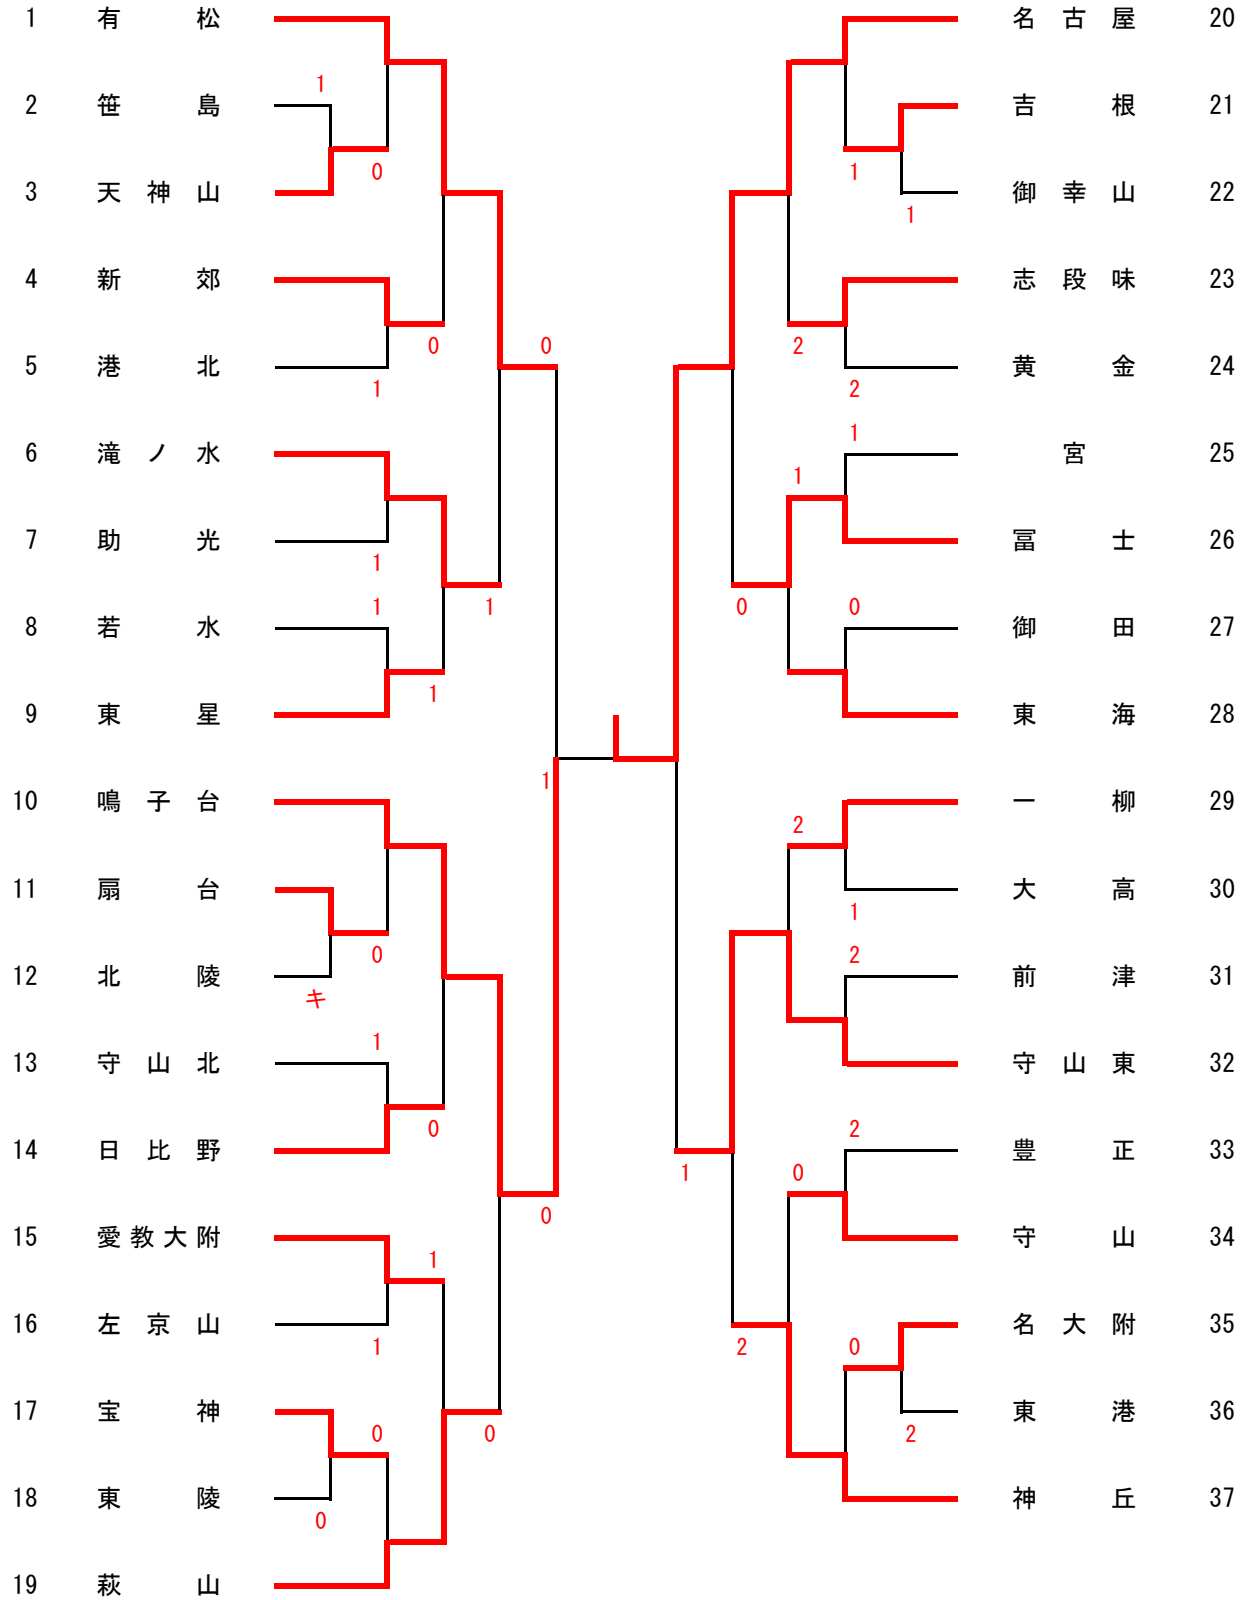 1 有松 名古屋 20
1
2 笹島 吉根 21
0 1
3 天神山 御幸山 22
1
4 新郊 志段味 23
0 0 2
5 港北 黄金 24
1 2
1
6 滝ノ水 宮 25
1
7 助光 冨士 26
1
1 1 0 0
8 若水 御田 27
1
9 東星 東海 28
1
10 鳴子台 一柳 29
2
11 扇台 大高 30
1
0 2
12 北陵 前津 31
キ
1
13 守山北 守山東 32
0 2
14 日比野 豊正 33
1 0
0
15 愛教大附 守山 34
1
16 左京山 名大附 35
1 2 0
17 宝神 東港 36
0 0 2
18 東陵 神丘 37
0
19 萩山